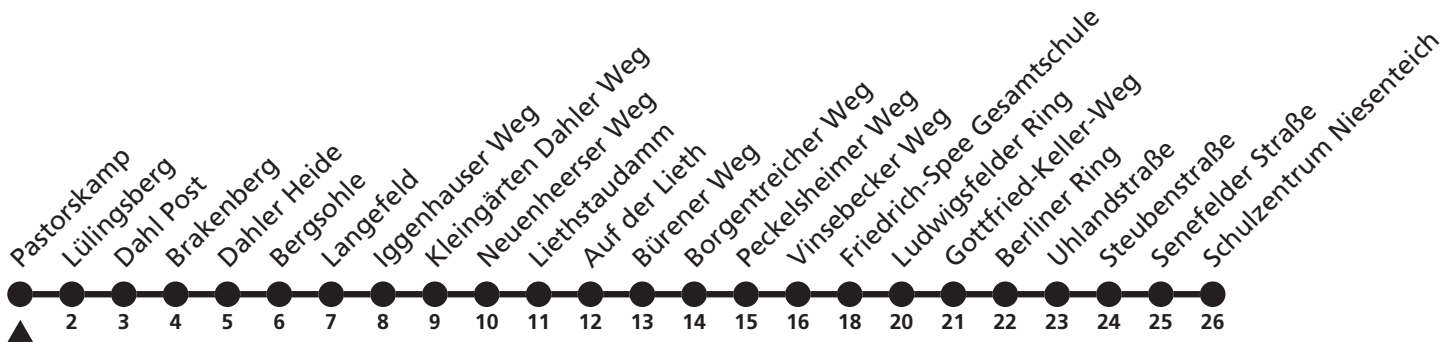 Pastorskamp
Lülingsberg
Dahl Post
Brakenberg
Dahler Heide
Bergsohle
Langefeld
Iggenhauser Weg
Kleingärten Dahler Weg
Neuenheerser Weg
Liethstaudamm
Auf der Lieth
Bürener Weg
Borgentreicher Weg
Peckelsheimer Weg
Vinsebecker Weg
Friedrich-Spee Gesamtschule
Ludwigsfelder Ring
Gottfried-Keller-Weg
Berliner Ring
Uhlandstraße
Steubenstraße
Senefelder Straße
Schulzentrum Niesenteich
2 3 4 5 6 7 8 9 10 11 12 13 14 15 16 18 20 21 22 23 24 25 26